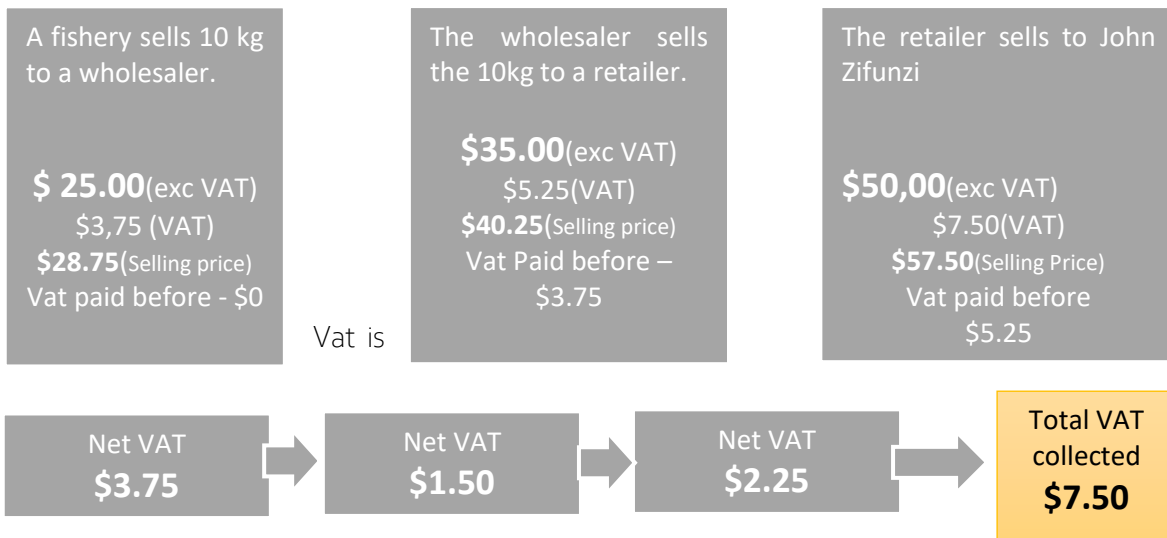 A fishery sells 10 kg
to a wholesaler.
$ 25.00(exc VAT)
$3,75 (VAT)
$28.75(Selling price)
Vat paid before - $0
Vat is
The wholesaler sells
the 10kg to a retailer.
$35.00(exc VAT)
$5.25(VAT)
$40.25(Selling price)
Vat Paid before –
$3.75
The retailer sells to John
Zifunzi
$50,00(exc VAT)
$7.50(VAT)
$57.50(Selling Price)
Vat paid before
$5.25
Net VAT
$3.75
Net VAT
$1.50
Net VAT
$2.25
Total VAT
collected
$7.50